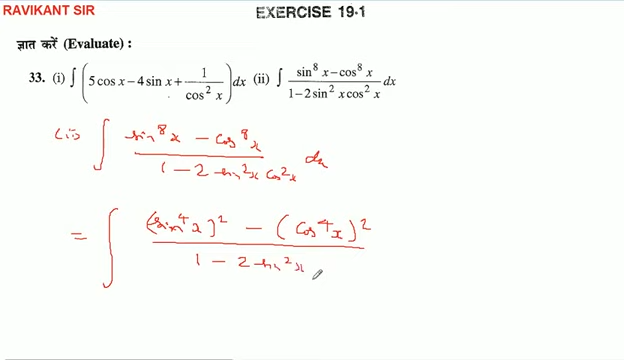 RAVIKANT SIR
EXERCISE 19·1
ज्ञात करें (Evaluate) :
33. (i) ∫ (5 cos x − 4 sin x + 1/cos² x) dx (ii) ∫ (sin⁸ x − cos⁸ x)/(1 − 2 sin² x cos² x) dx
(ii) ∫ (sin⁸x − cos⁸x)/(1 − 2 sin²x cos²x) dx
= ∫ ((sin⁴x)² − (cos⁴x)²)/(1 − 2 sin²x